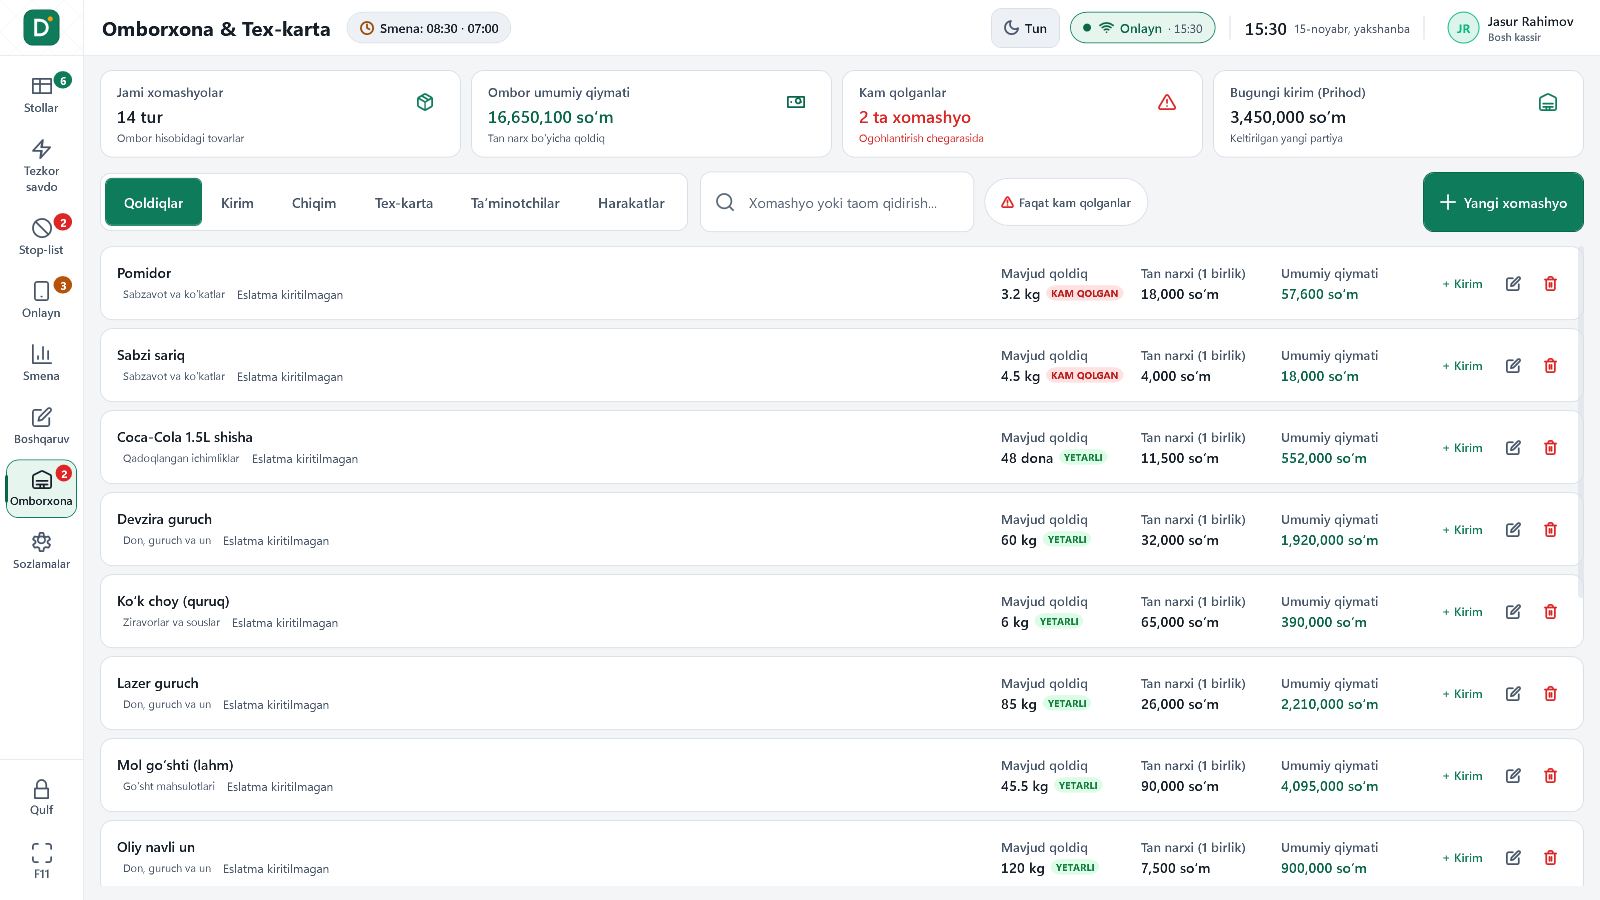 D
Omborxona & Tex-karta
Smena: 08:30 · 07:00
Tun
Onlayn · 15:30
15:30 15-noyabr, yakshanba
JR
Jasur Rahimov
Bosh kassir
6
Stollar
Tezkor
savdo
2
Stop-list
3
Onlayn
Smena
Boshqaruv
2
Omborxona
Sozlamalar
Qulf
F11
Jami xomashyolar
14 tur
Ombor hisobidagi tovarlar
Ombor umumiy qiymati
16,650,100 so‘m
Tan narx bo‘yicha qoldiq
Kam qolganlar
2 ta xomashyo
Ogohlantirish chegarasida
Bugungi kirim (Prihod)
3,450,000 so‘m
Keltirilgan yangi partiya
Qoldiqlar
Kirim
Chiqim
Tex-karta
Ta’minotchilar
Harakatlar
Xomashyo yoki taom qidirish...
Faqat kam qolganlar
+ Yangi xomashyo
Pomidor
Sabzavot va ko‘katlar Eslatma kiritilmagan
Mavjud qoldiq Tan narxi (1 birlik) Umumiy qiymati
3.2 kg KAM QOLGAN 18,000 so‘m 57,600 so‘m
+ Kirim
Sabzi sariq
Sabzavot va ko‘katlar Eslatma kiritilmagan
Mavjud qoldiq Tan narxi (1 birlik) Umumiy qiymati
4.5 kg KAM QOLGAN 4,000 so‘m 18,000 so‘m
+ Kirim
Coca-Cola 1.5L shisha
Qadoqlangan ichimliklar Eslatma kiritilmagan
Mavjud qoldiq Tan narxi (1 birlik) Umumiy qiymati
48 dona YETARLI 11,500 so‘m 552,000 so‘m
+ Kirim
Devzira guruch
Don, guruch va un Eslatma kiritilmagan
Mavjud qoldiq Tan narxi (1 birlik) Umumiy qiymati
60 kg YETARLI 32,000 so‘m 1,920,000 so‘m
+ Kirim
Ko‘k choy (quruq)
Ziravorlar va souslar Eslatma kiritilmagan
Mavjud qoldiq Tan narxi (1 birlik) Umumiy qiymati
6 kg YETARLI 65,000 so‘m 390,000 so‘m
+ Kirim
Lazer guruch
Don, guruch va un Eslatma kiritilmagan
Mavjud qoldiq Tan narxi (1 birlik) Umumiy qiymati
85 kg YETARLI 26,000 so‘m 2,210,000 so‘m
+ Kirim
Mol go‘shti (lahm)
Go‘sht mahsulotlari Eslatma kiritilmagan
Mavjud qoldiq Tan narxi (1 birlik) Umumiy qiymati
45.5 kg YETARLI 90,000 so‘m 4,095,000 so‘m
+ Kirim
Oliy navli un
Don, guruch va un Eslatma kiritilmagan
Mavjud qoldiq Tan narxi (1 birlik) Umumiy qiymati
120 kg YETARLI 7,500 so‘m 900,000 so‘m
+ Kirim